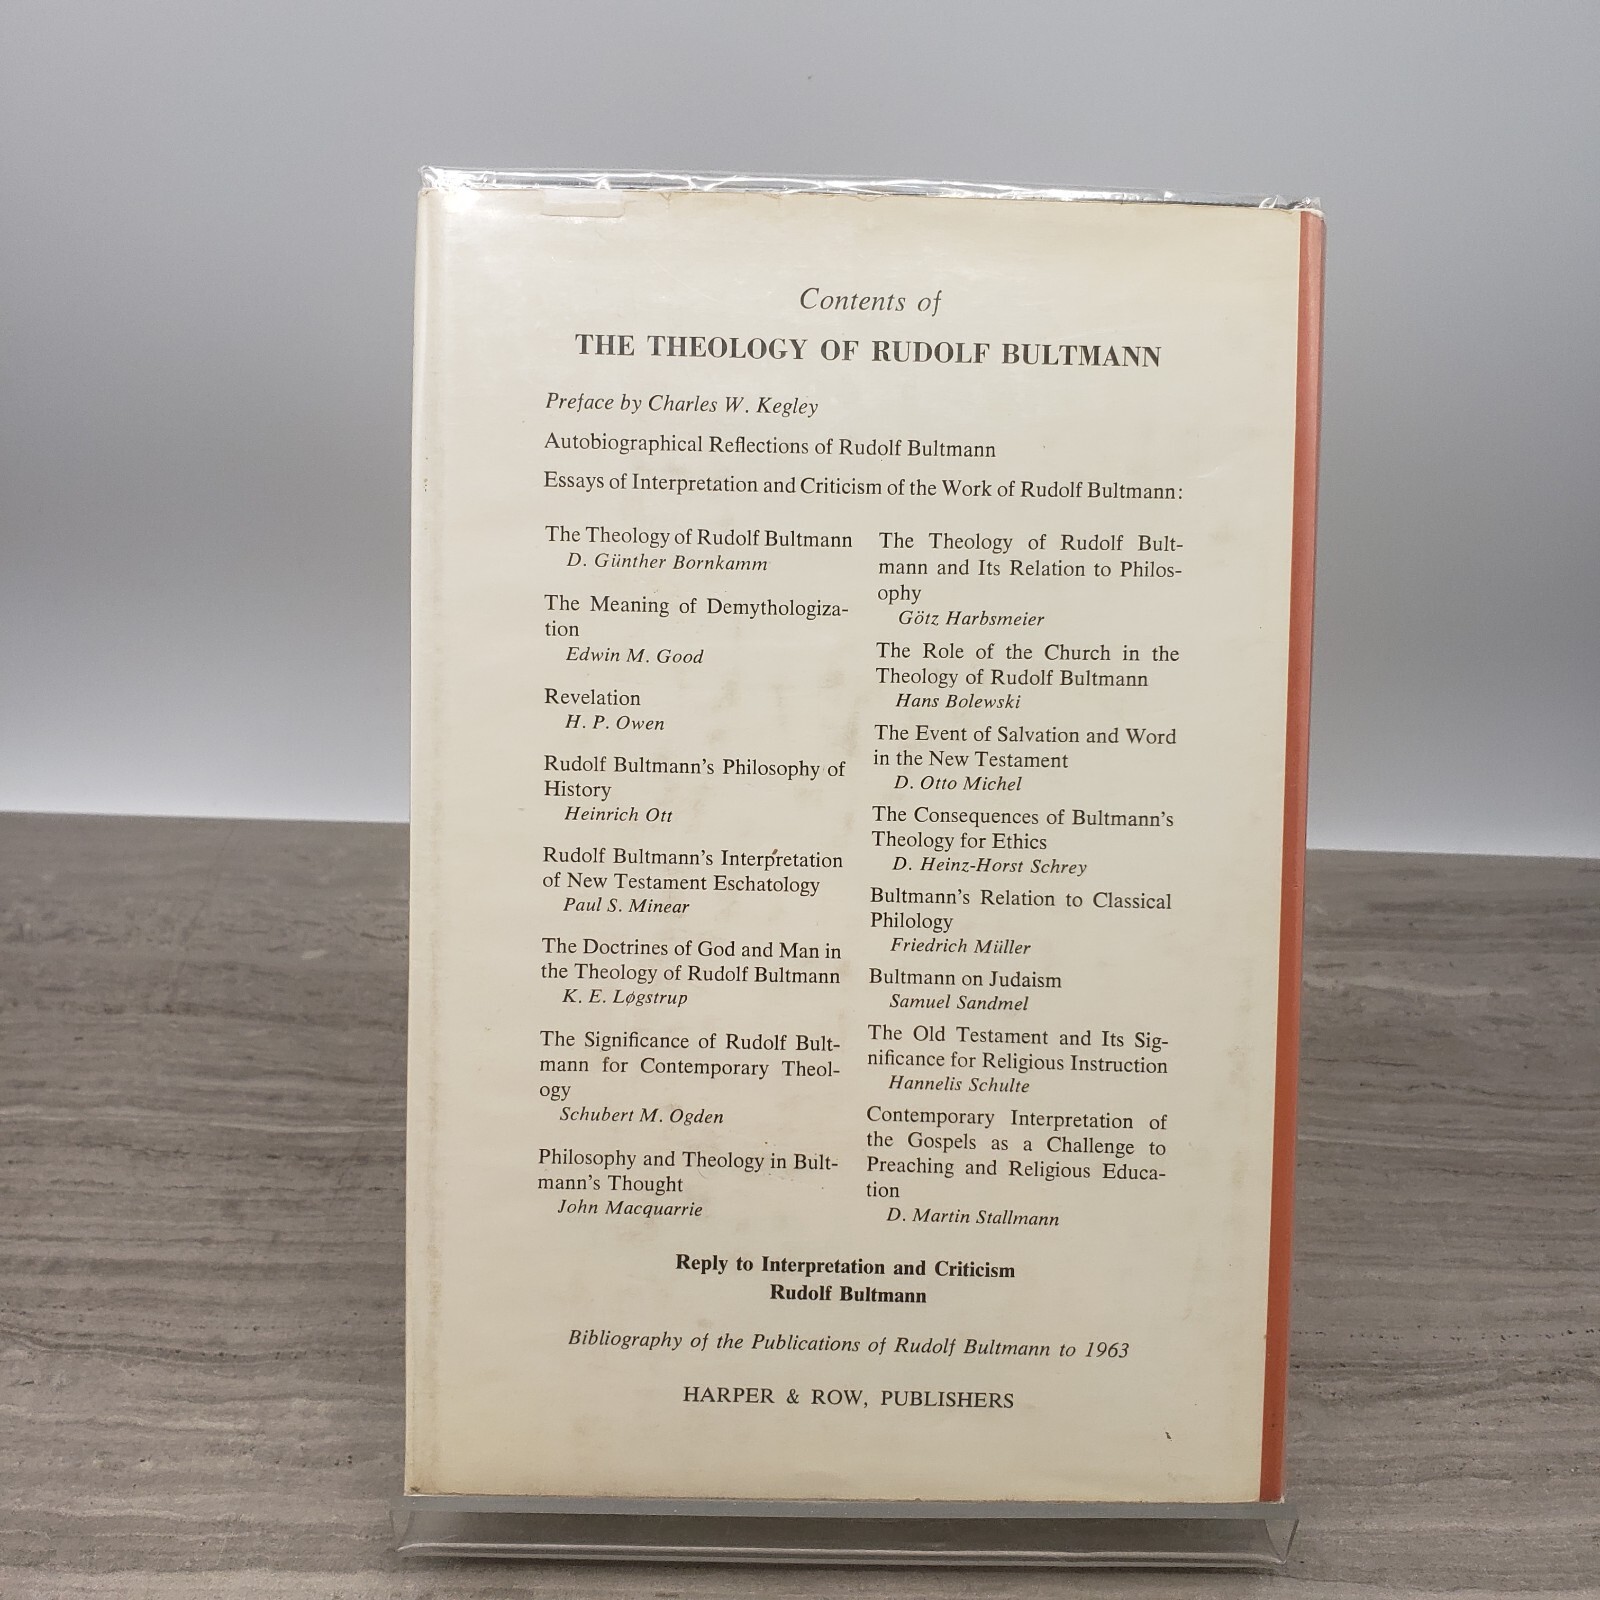 Contents of
THE THEOLOGY OF RUDOLF BULTMANN
Preface by Charles W. Kegley
Autobiographical Reflections of Rudolf Bultmann
Essays of Interpretation and Criticism of the Work of Rudolf Bultmann:
The Theology of Rudolf Bultmann
D. Günther Bornkamm
The Meaning of Demythologiza-
tion
Edwin M. Good
Revelation
H. P. Owen
Rudolf Bultmann's Philosophy of
History
Heinrich Ott
Rudolf Bultmann's Interpretation
of New Testament Eschatology
Paul S. Minear
The Doctrines of God and Man in
the Theology of Rudolf Bultmann
K. E. Løgstrup
The Significance of Rudolf Bult-
mann for Contemporary Theol-
ogy
Schubert M. Ogden
Philosophy and Theology in Bult-
mann's Thought
John Macquarrie
The Theology of Rudolf Bult-
mann and Its Relation to Philos-
ophy
Götz Harbsmeier
The Role of the Church in the
Theology of Rudolf Bultmann
Hans Bolewski
The Event of Salvation and Word
in the New Testament
D. Otto Michel
The Consequences of Bultmann's
Theology for Ethics
D. Heinz-Horst Schrey
Bultmann's Relation to Classical
Philology
Friedrich Müller
Bultmann on Judaism
Samuel Sandmel
The Old Testament and Its Sig-
nificance for Religious Instruction
Hannelis Schulte
Contemporary Interpretation of
the Gospels as a Challenge to
Preaching and Religious Educa-
tion
D. Martin Stallmann
Reply to Interpretation and Criticism
Rudolf Bultmann
Bibliography of the Publications of Rudolf Bultmann to 1963
HARPER & ROW, PUBLISHERS